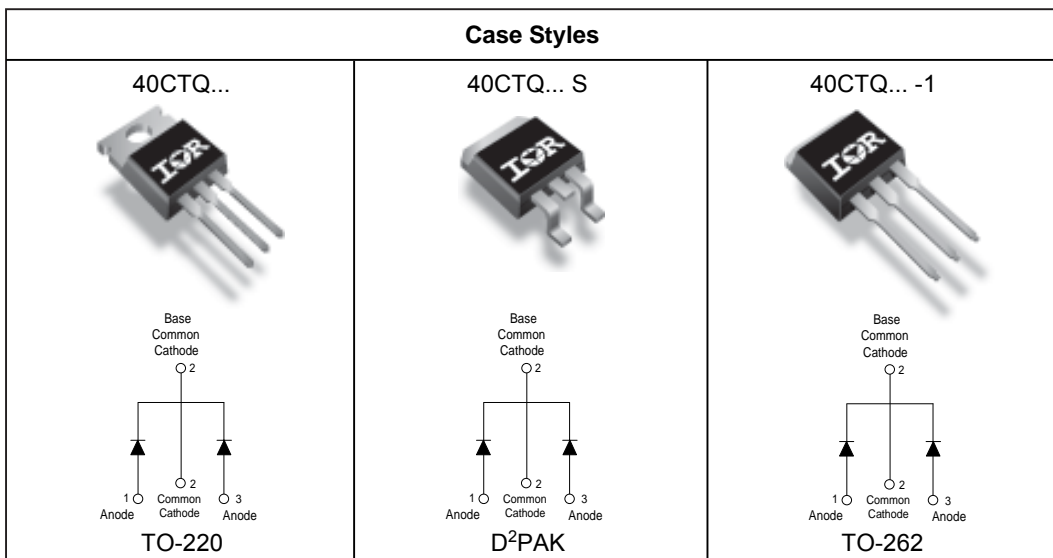 Case Styles
40CTQ...
IOR
Base
Common
Cathode
2
1
2
3
Anode
Common
Cathode
Anode
TO-220
40CTQ... S
IOR
Base
Common
Cathode
2
1
2
3
Anode
Common
Cathode
Anode
D²PAK
40CTQ... -1
IOR
Base
Common
Cathode
2
1
2
3
Anode
Common
Cathode
Anode
TO-262